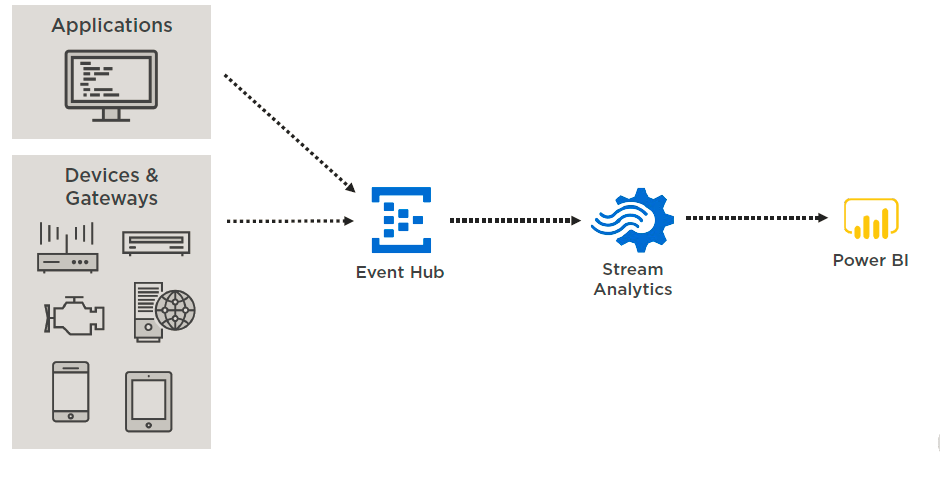 Applications
Devices &
Gateways
Event Hub
Stream
Analytics
Power BI